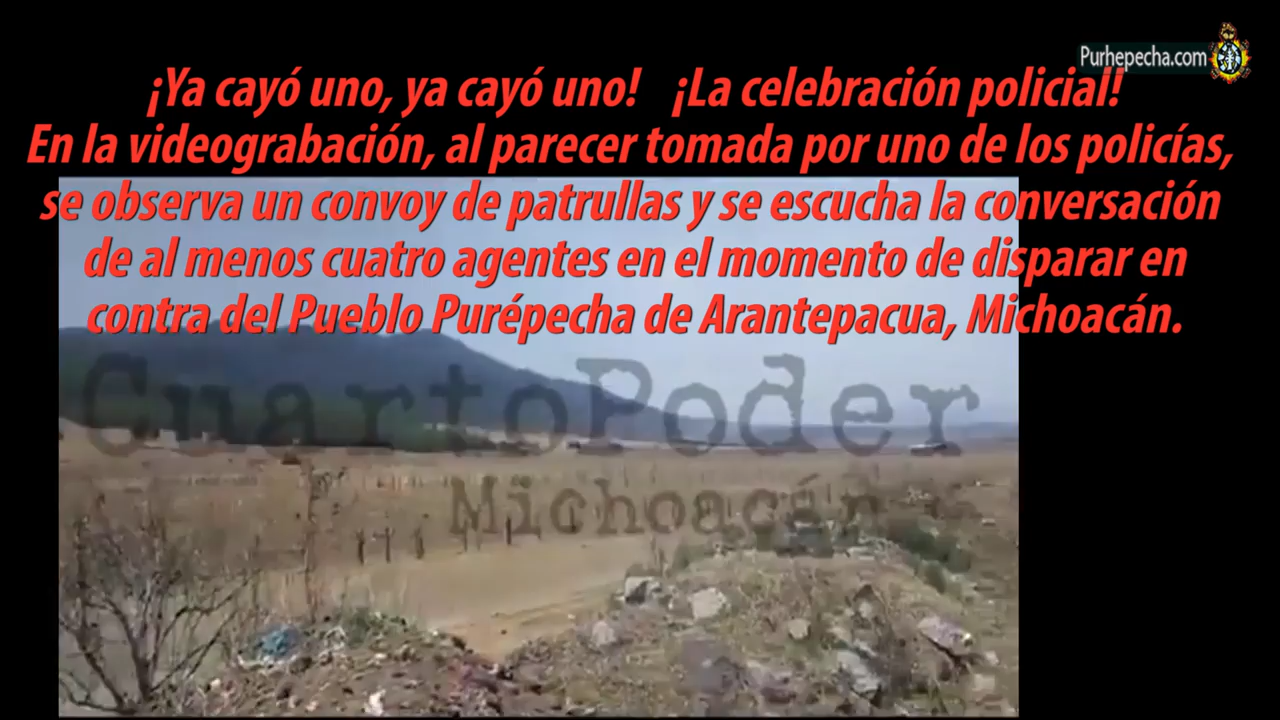 Purhepecha.com
¡Ya cayó uno, ya cayó uno! ¡La celebración policial!
En la videograbación, al parecer tomada por uno de los policías,
se observa un convoy de patrullas y se escucha la conversación
de al menos cuatro agentes en el momento de disparar en
contra del Pueblo Purépecha de Arantepacua, Michoacán.
CuartoPoder
Michoacán